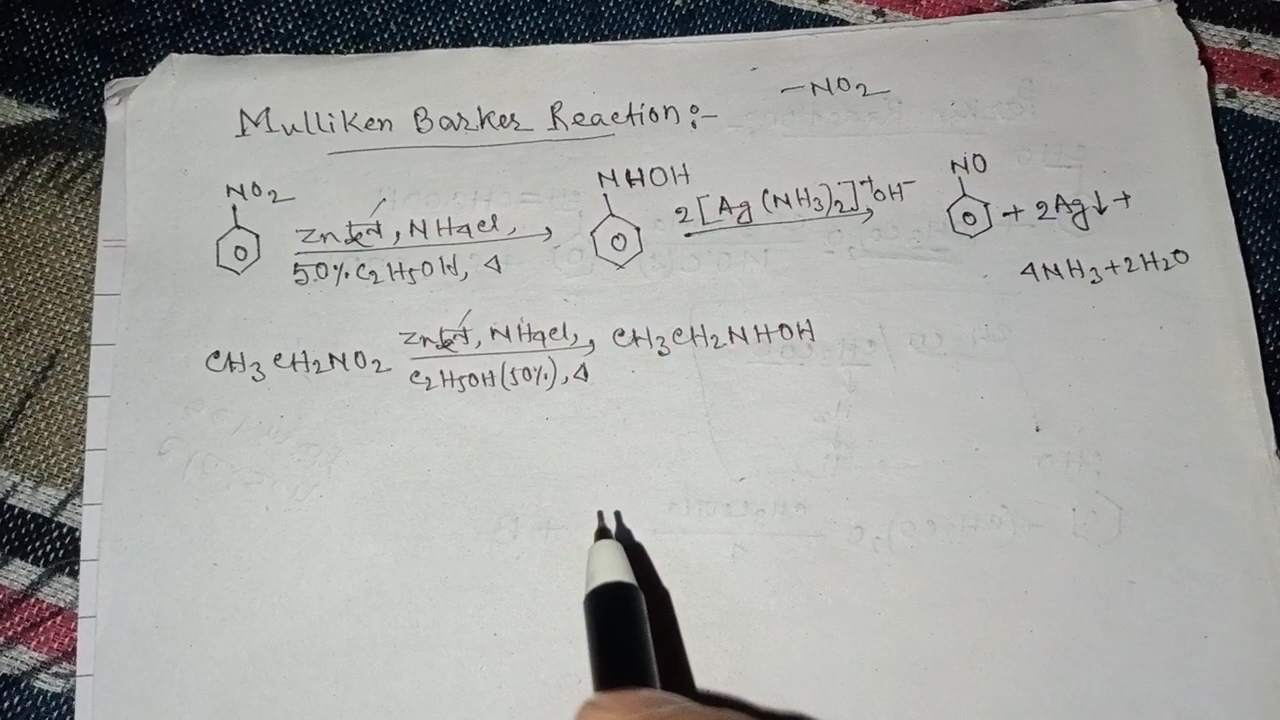 Mulliken Barker Reaction:-
-NO2
NO2
Zn dust, NH4Cl,
50% C2H5OH, Δ
NHOH
2[Ag(NH3)2]+OH-
NO
+ 2Ag↓ +
4NH3+2H2O
CH3CH2NO2
Zn dust, NH4Cl,
C2H5OH(50%), Δ
CH3CH2NHOH